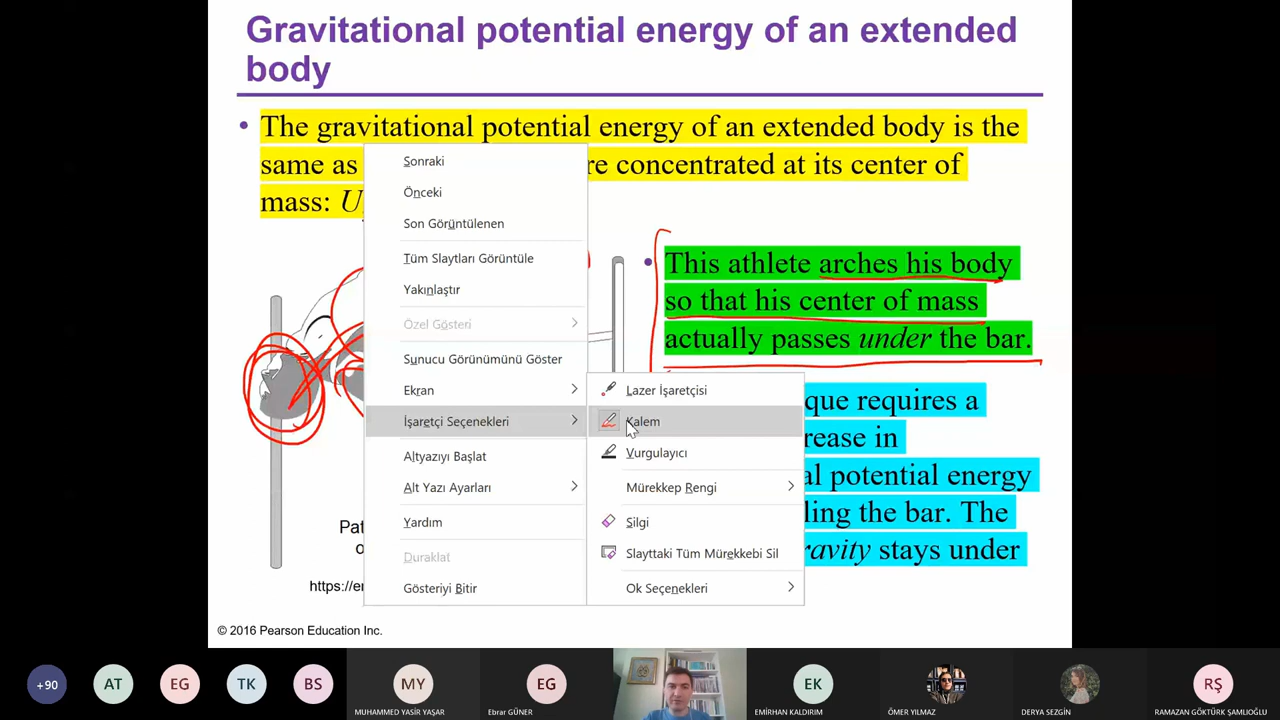 Gravitational potential energy of an extended
body
• The gravitational potential energy of an extended body is the
same as re concentrated at its center of
mass: U
• This athlete arches his body
so that his center of mass
actually passes under the bar.
que requires a
rease in
al potential energy
ling the bar. The
ravity stays under
Sonraki
Önceki
Son Görüntülenen
Tüm Slaytları Görüntüle
Yakınlaştır
Özel Gösteri
Sunucu Görünümünü Göster
Ekran
İşaretçi Seçenekleri
Altyazıyı Başlat
Alt Yazı Ayarları
Yardım
Duraklat
Gösteriyi Bitir
Lazer İşaretçisi
Kalem
Vurgulayıcı
Mürekkep Rengi
Silgi
Slayttaki Tüm Mürekkebi Sil
Ok Seçenekleri
Pat
o
https://en
© 2016 Pearson Education Inc.
+90 AT EG TK BS MY EG EK RŞ
MUHAMMED YASİR YAŞAR Ebrar GÜNER EMİRHAN KALDIRIM ÖMER YILMAZ DERYA SEZGİN RAMAZAN GÖKTÜRK ŞAMLIOĞLU